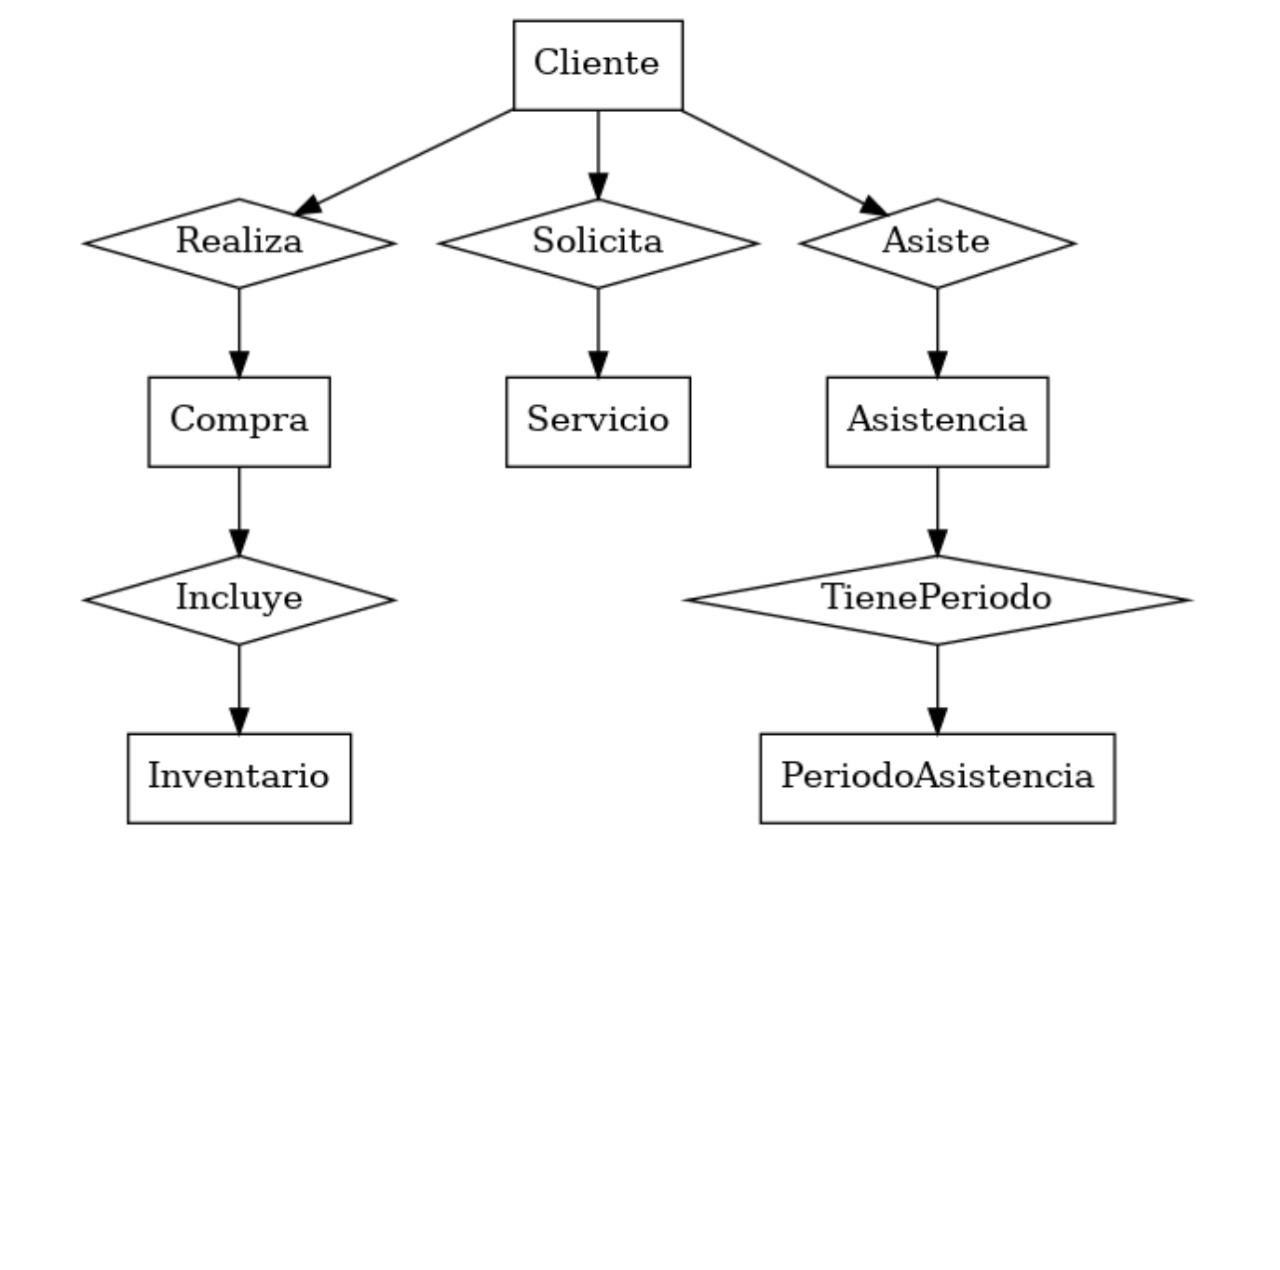 Cliente
Realiza
Solicita
Asiste
Compra
Servicio
Asistencia
Incluye
TienePeriodo
Inventario
PeriodoAsistencia